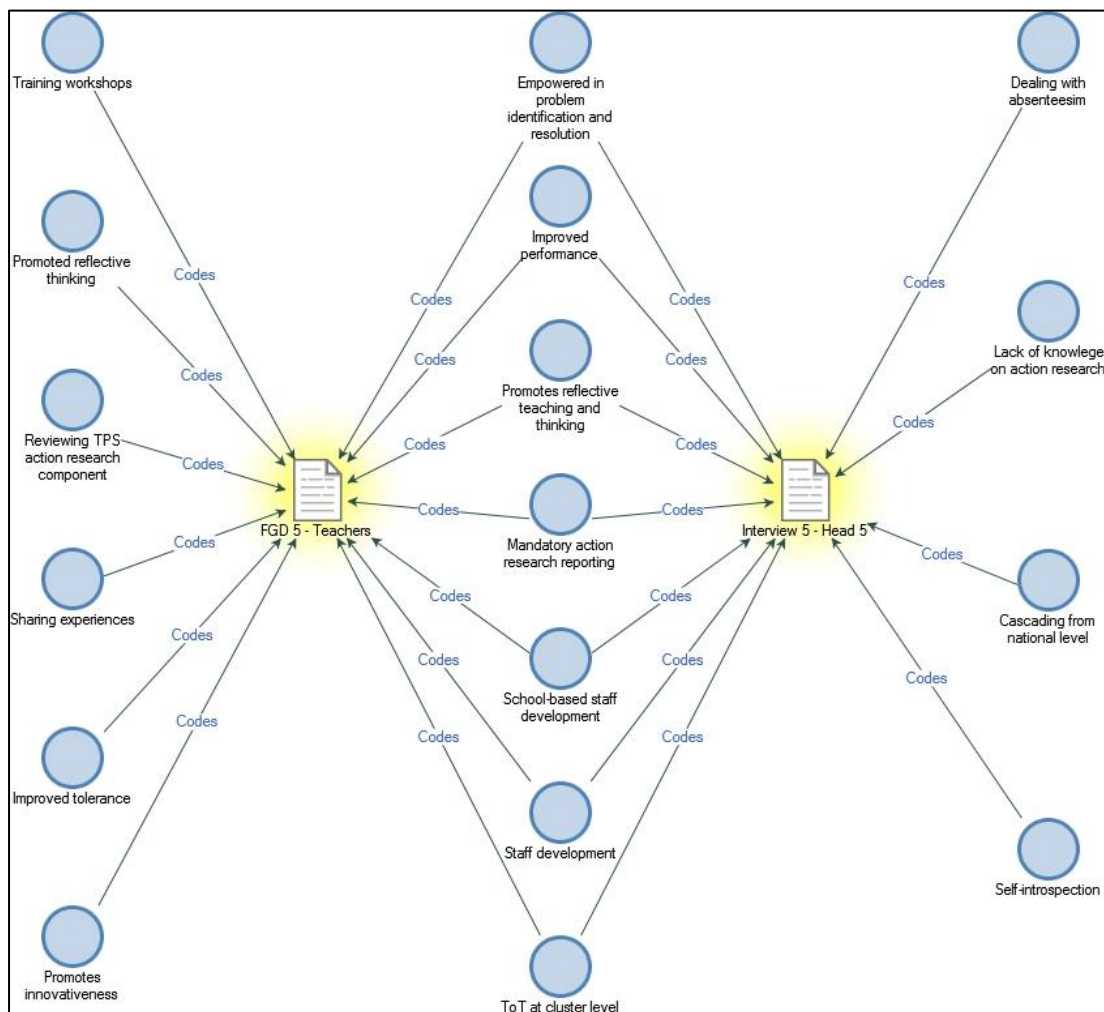 Training workshops
Empowered in
problem
identification and
resolution
Dealing with
absenteesim
Promoted reflective
thinking
Codes
Codes
Codes
Codes
Codes
Improved
performance
Codes
Codes
Codes
Lack of knowlege
on action research
Codes
Reviewing TPS
action research
component
Codes
Promotes reflective
teaching and
thinking
Codes
Codes
FGD 5 - Teachers
Codes
Codes
Mandatory action
research reporting
Interview 5 - Head 5
Sharing experiences
Codes
Codes
Cascading from
national level
Codes
Codes
Codes
School-based staff
development
Codes
Codes
Codes
Improved tolerance
Codes
Codes
Codes
Staff development
Self-introspection
Promotes
innovativeness
ToT at cluster level